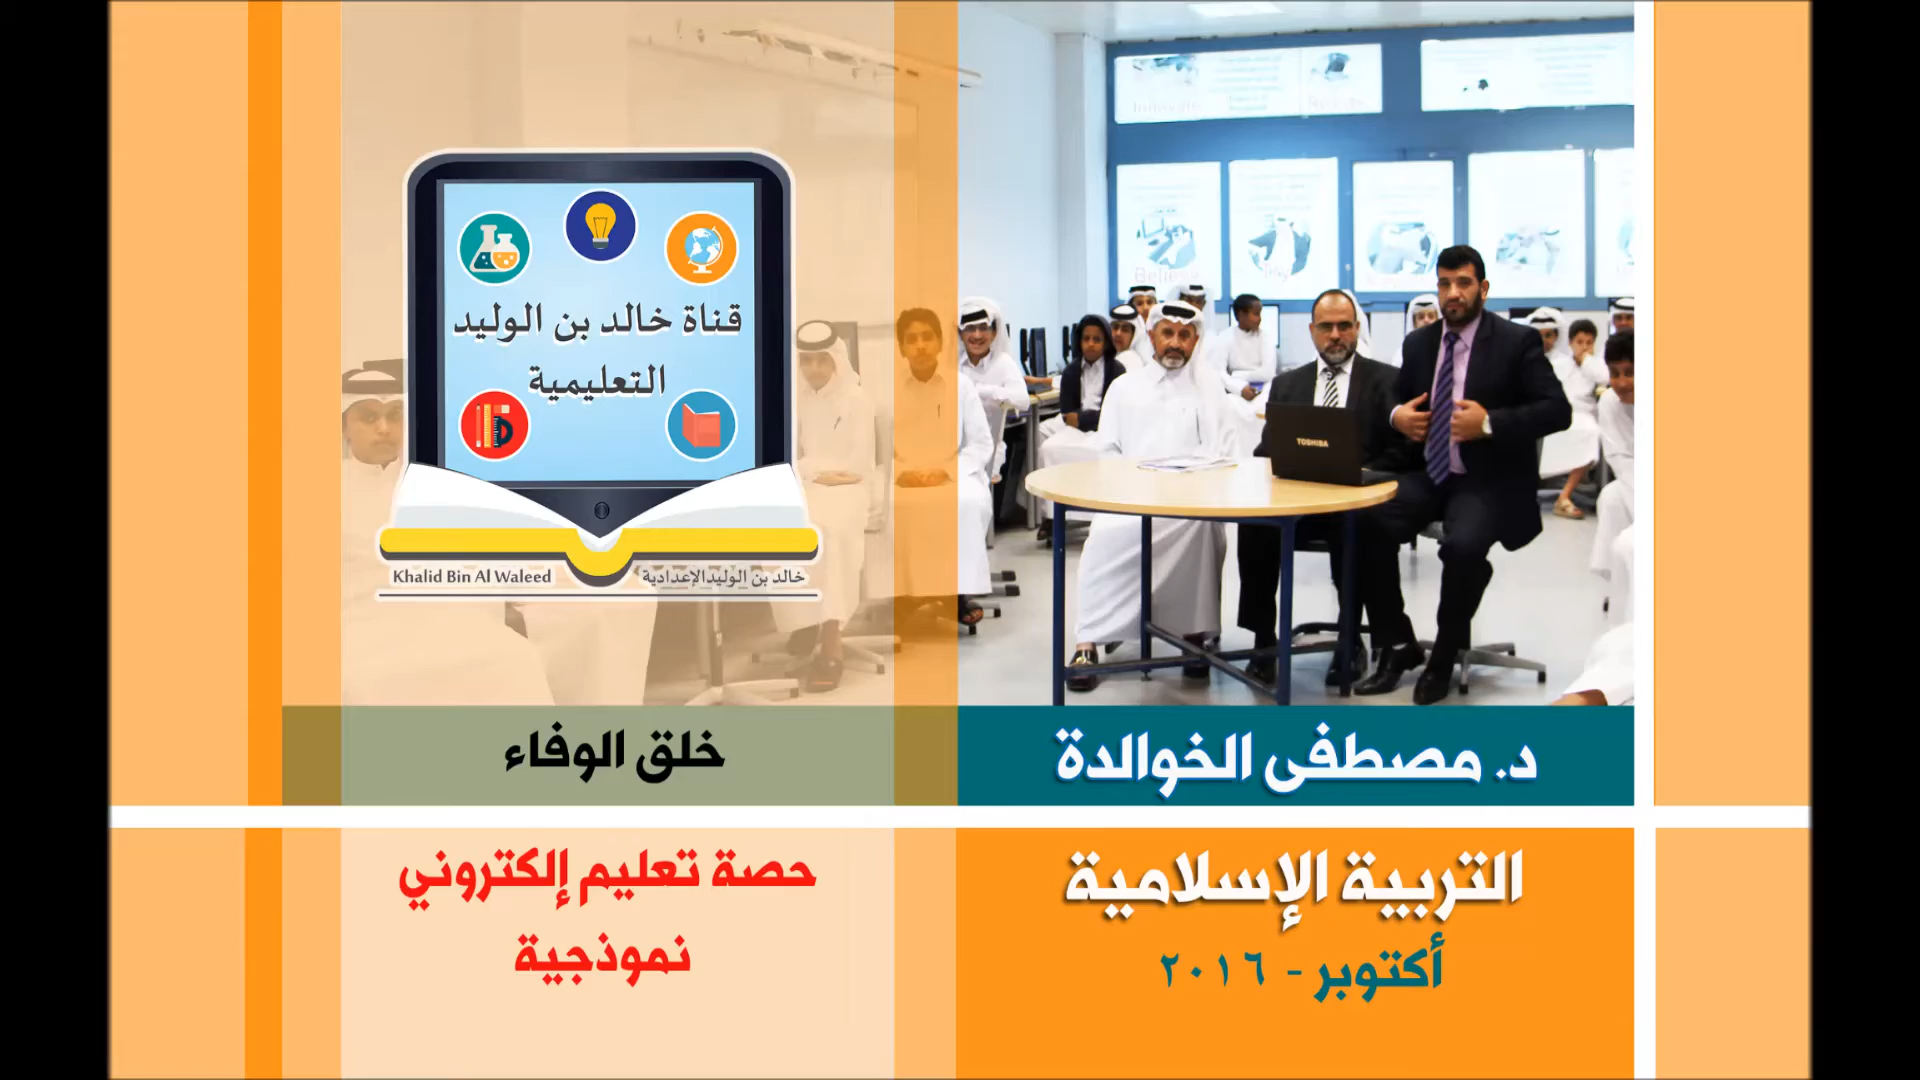 قناة خالد بن الوليد
التعليمية
Khalid Bin Al Waleed
خالد بن الوليد الإعدادية
TOSHIBA
د. مصطفى الخوالدة
خلق الوفاء
التربية الإسلامية
أكتوبر - ٢٠١٦
حصة تعليم إلكتروني
نموذجية